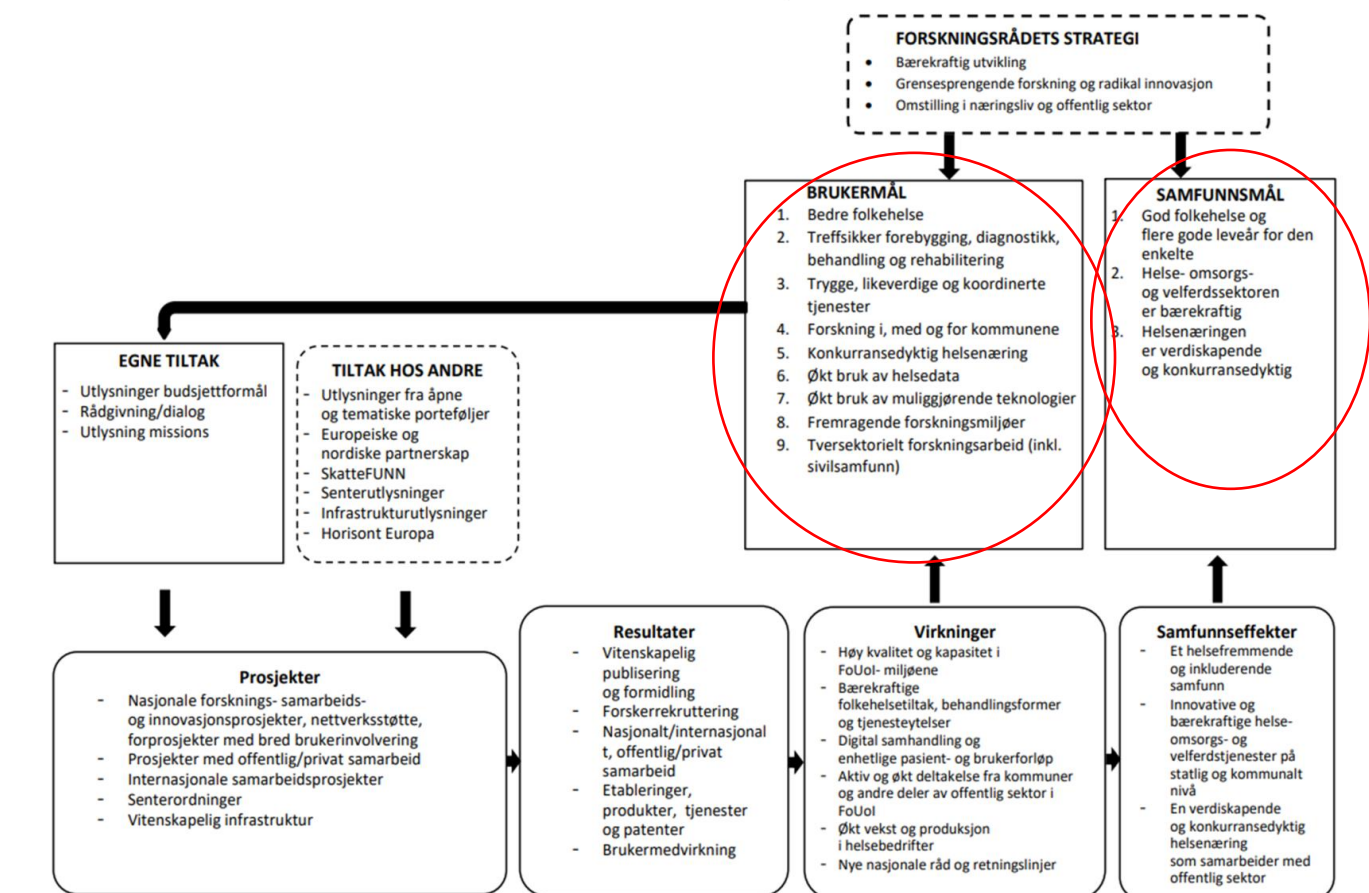 FORSKNINGSRÅDETS STRATEGI
• Bærekraftig utvikling
• Grensesprengende forskning og radikal innovasjon
• Omstilling i næringsliv og offentlig sektor
BRUKERMÅL
1. Bedre folkehelse
2. Treffsikker forebygging, diagnostikk,
behandling og rehabilitering
3. Trygge, likeverdige og koordinerte
tjenester
4. Forskning i, med og for kommunene
5. Konkurransedyktig helsenæring
6. Økt bruk av helsedata
7. Økt bruk av muliggjørende teknologier
8. Fremragende forskningsmiljøer
9. Tversektorielt forskningsarbeid (inkl.
sivilsamfunn)
SAMFUNNSMÅL
1. God folkehelse og
flere gode leveår for den
enkelte
2. Helse- omsorgs-
og velferdssektoren
er bærekraftig
3. Helsenæringen
er verdiskapende
og konkurransedyktig
EGNE TILTAK
- Utlysninger budsjettformål
- Rådgivning/dialog
- Utlysning missions
TILTAK HOS ANDRE
- Utlysninger fra åpne
og tematiske porteføljer
- Europeiske og
nordiske partnerskap
- SkatteFUNN
- Senterutlysninger
- Infrastrukturutlysninger
- Horisont Europa
Prosjekter
- Nasjonale forsknings- samarbeids-
og innovasjonsprosjekter, nettverksstøtte,
forprosjekter med bred brukerinvolvering
- Prosjekter med offentlig/privat samarbeid
- Internasjonale samarbeidsprosjekter
- Senterordninger
- Vitenskapelig infrastruktur
Resultater
- Vitenskapelig
publisering
og formidling
- Forskerrekruttering
- Nasjonalt/internasjonal
t, offentlig/privat
samarbeid
- Etableringer,
produkter, tjenester
og patenter
- Brukermedvirkning
Virkninger
- Høy kvalitet og kapasitet i
FoUoI- miljøene
- Bærekraftige
folkehelsetiltak, behandlingsformer
og tjenesteytelser
- Digital samhandling og
enhetlige pasient- og brukerforløp
- Aktiv og økt deltakelse fra kommuner
og andre deler av offentlig sektor i
FoUoI
- Økt vekst og produksjon
i helsebedrifter
- Nye nasjonale råd og retningslinjer
Samfunnseffekter
- Et helsefremmende
og inkluderende
samfunn
- Innovative og
bærekraftige helse-
omsorgs- og
velferdstjenester på
statlig og kommunalt
nivå
- En verdiskapende
og konkurransedyktig
helsenæring
som samarbeider med
offentlig sektor